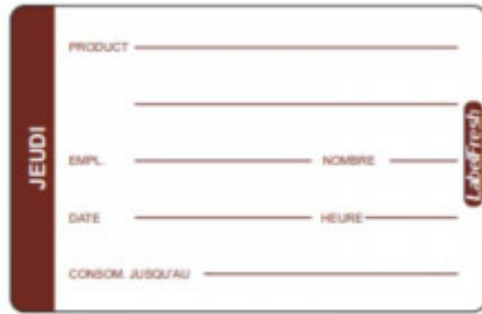 JEUDI
PRODUCT
EMPL. NOMBRE
DATE HEURE
CONSOM. JUSQU'AU
LabelFresh